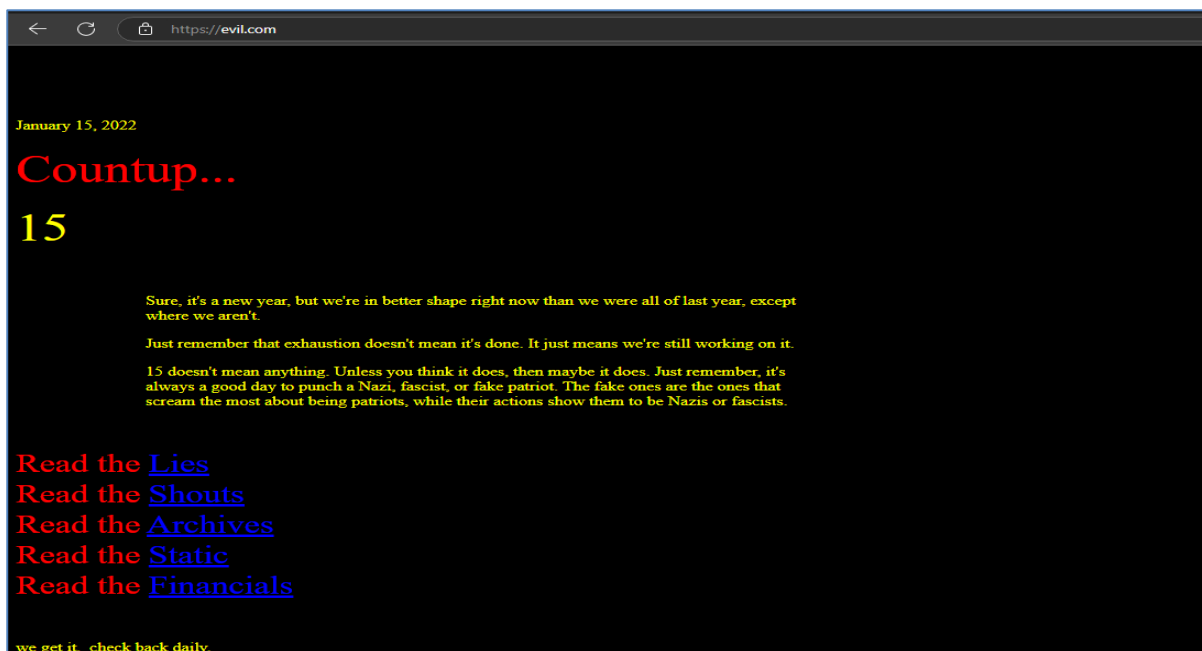 https://evil.com
January 15, 2022
Countup...
15
Sure, it's a new year, but we're in better shape right now than we were all of last year, except
where we aren't.
Just remember that exhaustion doesn't mean it's done. It just means we're still working on it.
15 doesn't mean anything. Unless you think it does, then maybe it does. Just remember, it's
always a good day to punch a Nazi, fascist, or fake patriot. The fake ones are the ones that
scream the most about being patriots, while their actions show them to be Nazis or fascists.
Read the Lies
Read the Shouts
Read the Archives
Read the Static
Read the Financials
we get it. check back daily.